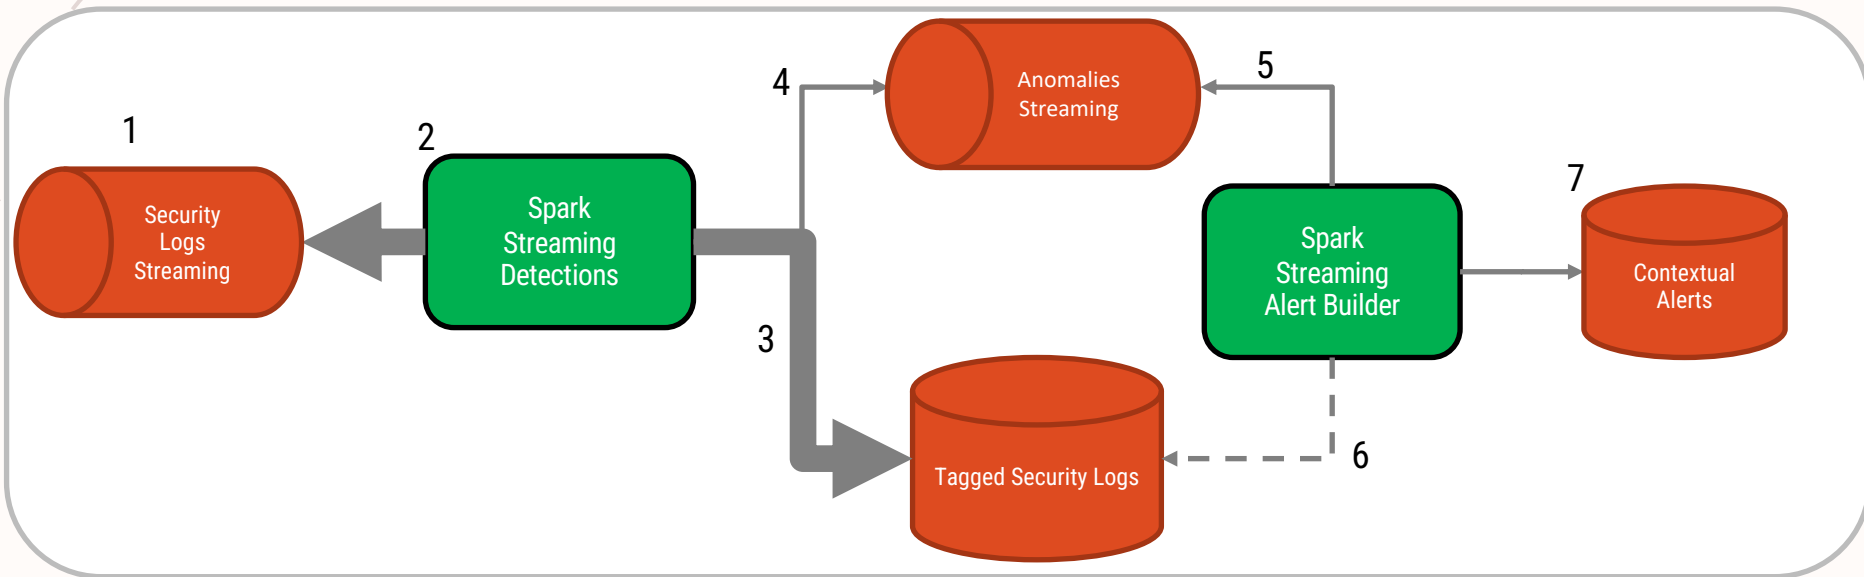 1
Security
Logs
Streaming
2
Spark
Streaming
Detections
3
4
Anomalies
Streaming
5
Spark
Streaming
Alert Builder
6
Tagged Security Logs
7
Contextual
Alerts